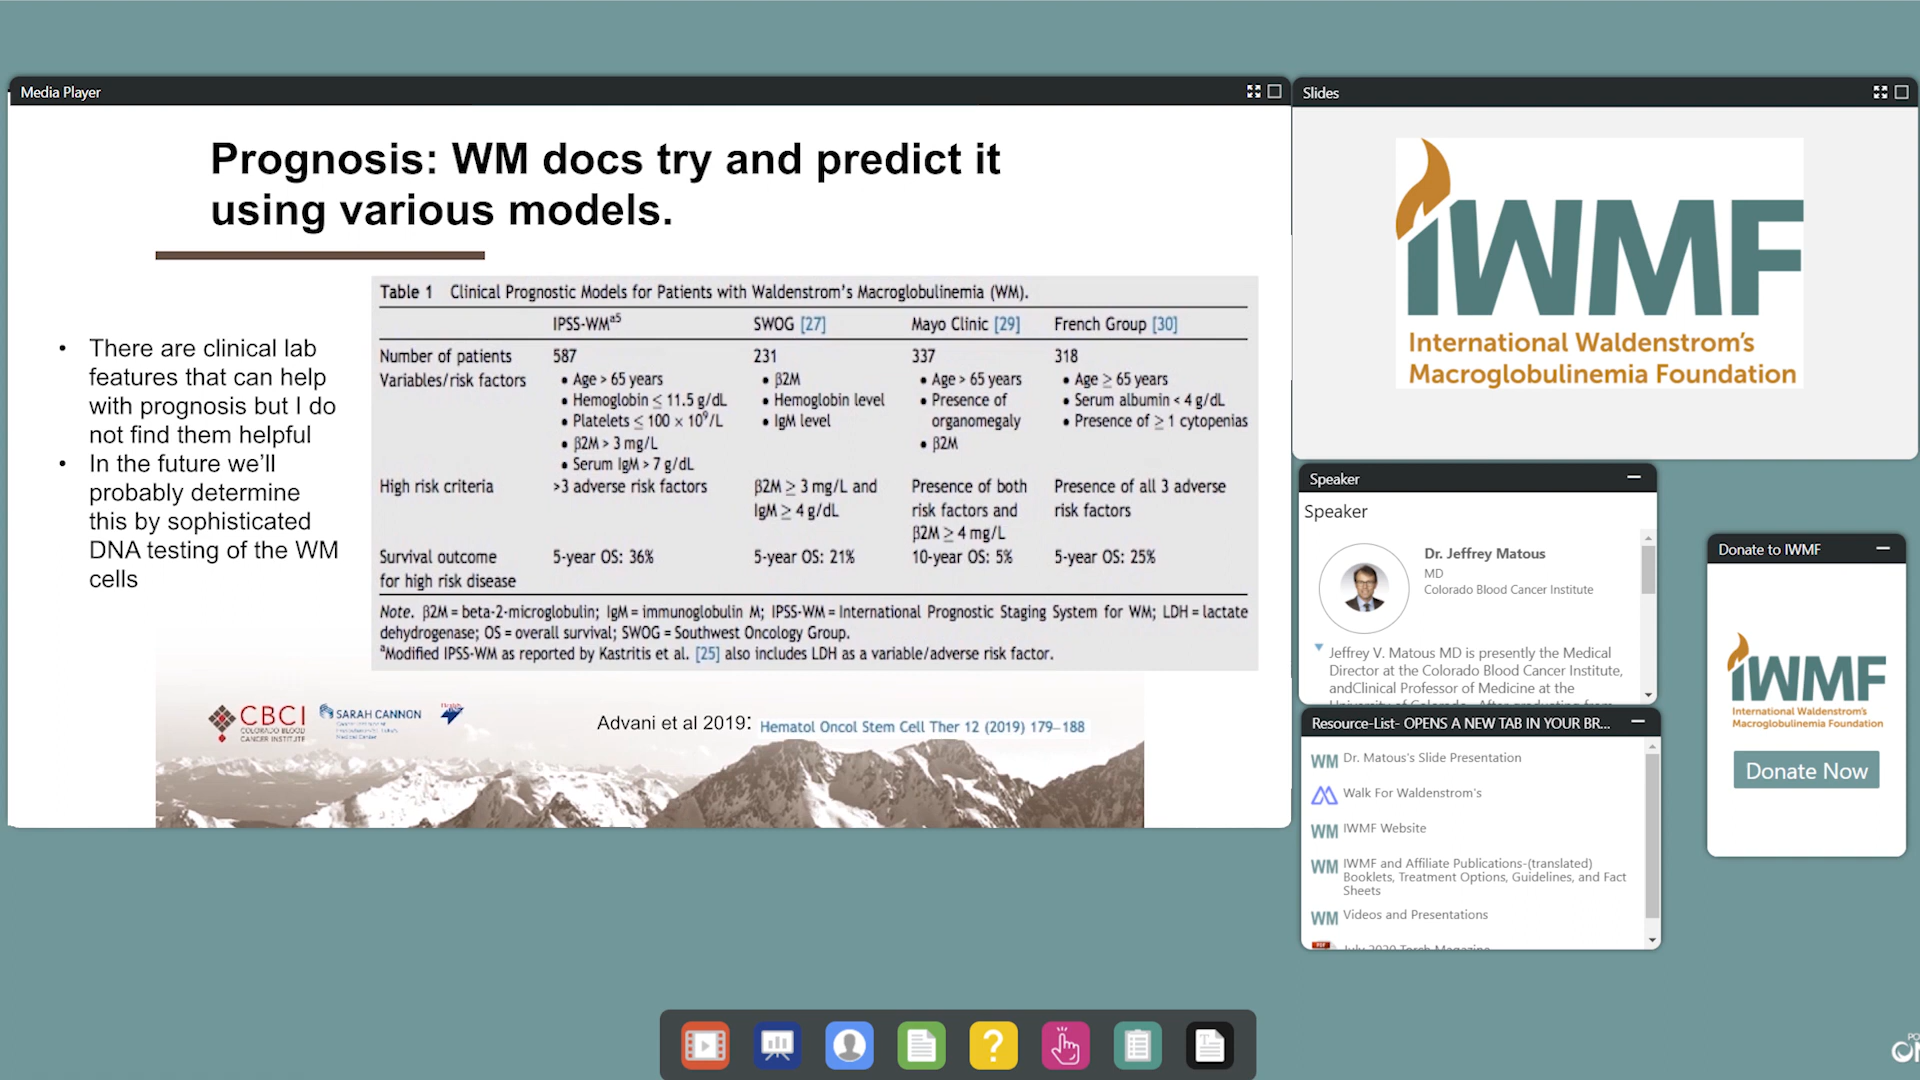 Media Player
Prognosis: WM docs try and predict it
using various models.
• There are clinical lab
features that can help
with prognosis but I do
not find them helpful
• In the future we'll
probably determine
this by sophisticated
DNA testing of the WM
cells
Table 1 Clinical Prognostic Models for Patients with Waldenstrom's Macroglobulinemia (WM).
IPSS-WMa5 SWOG [27] Mayo Clinic [29] French Group [30]
Number of patients 587 231 337 318
Variables/risk factors • Age > 65 years • β2M • Age > 65 years • Age ≥ 65 years
• Hemoglobin ≤ 11.5 g/dL • Hemoglobin level • Presence of • Serum albumin < 4 g/dL
• Platelets ≤ 100 × 10⁹/L • IgM level organomegaly • Presence of ≥ 1 cytopenias
• β2M > 3 mg/L • β2M
• Serum IgM > 7 g/dL
High risk criteria >3 adverse risk factors β2M ≥ 3 mg/L and Presence of both Presence of all 3 adverse
IgM ≥ 4 g/dL risk factors and risk factors
β2M ≥ 4 mg/L
Survival outcome 5-year OS: 36% 5-year OS: 21% 10-year OS: 5% 5-year OS: 25%
for high risk disease
Note. β2M = beta-2-microglobulin; IgM = immunoglobulin M; IPSS-WM = International Prognostic Staging System for WM; LDH = lactate
dehydrogenase; OS = overall survival; SWOG = Southwest Oncology Group.
aModified IPSS-WM as reported by Kastritis et al. [25] also includes LDH as a variable/adverse risk factor.
CBCI
COLORADO BLOOD
CANCER INSTITUTE
SARAH CANNON
Advani et al 2019: Hematol Oncol Stem Cell Ther 12 (2019) 179–188
Slides
IWMF
International Waldenstrom's
Macroglobulinemia Foundation
Speaker
Speaker
Dr. Jeffrey Matous
MD
Colorado Blood Cancer Institute
Jeffrey V. Matous MD is presently the Medical
Director at the Colorado Blood Cancer Institute,
andClinical Professor of Medicine at the
University of Colorado. After graduating from
Resource-List- OPENS A NEW TAB IN YOUR BR...
WM Dr. Matous's Slide Presentation
Walk For Waldenstrom's
WM IWMF Website
WM IWMF and Affiliate Publications-(translated)
Booklets, Treatment Options, Guidelines, and Fact
Sheets
WM Videos and Presentations
PDF July 2020 Torch Magazine
Donate to IWMF
IWMF
International Waldenstrom's
Macroglobulinemia Foundation
Donate Now
?